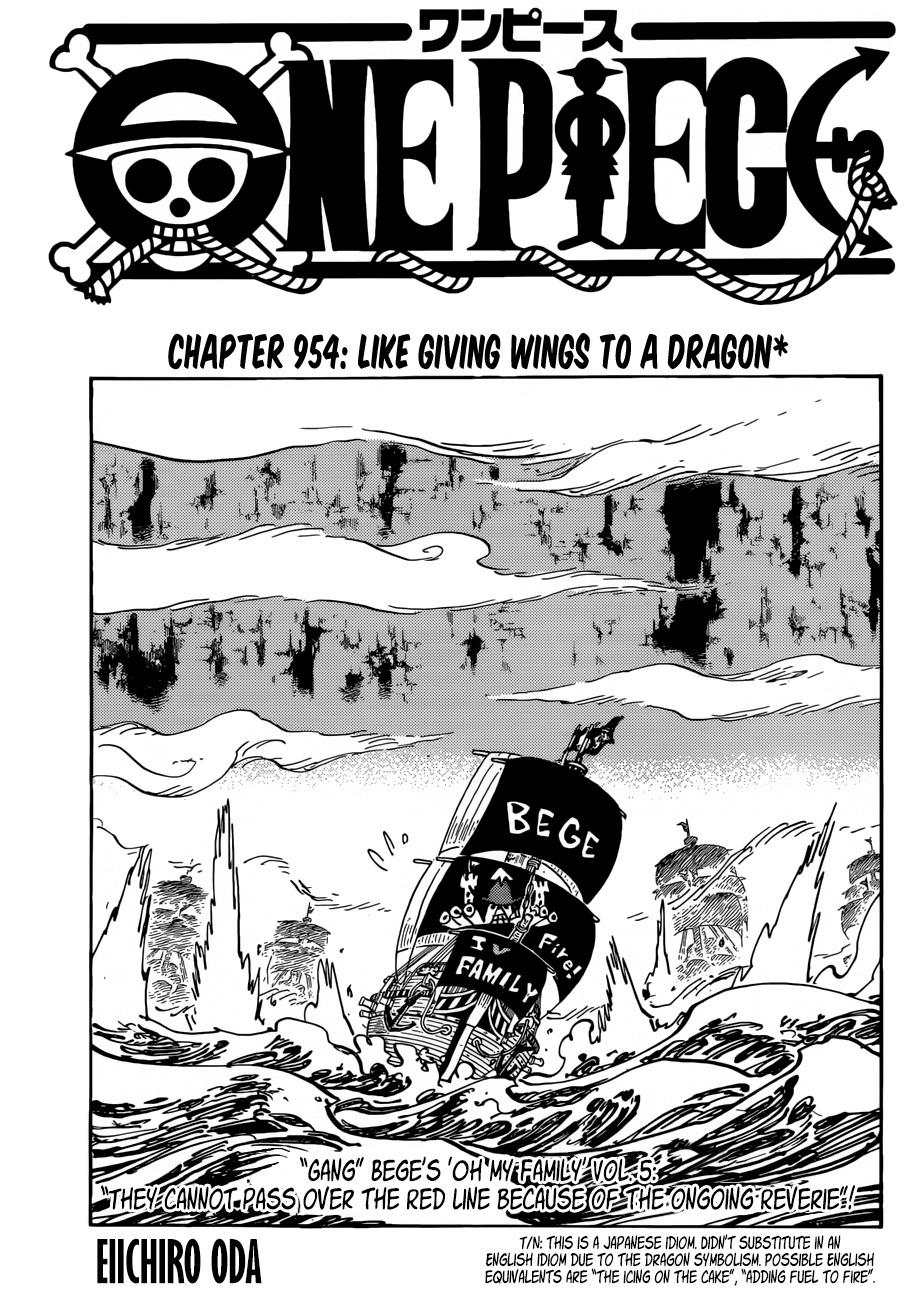 ワンピース
ONE PIECE
CHAPTER 954: LIKE GIVING WINGS TO A DRAGON*
BEGE
I ♥ Fire!
FAMILY
"GANG" BEGE'S 'OH MY FAMILY' VOL. 5:
"THEY CANNOT PASS OVER THE RED LINE BECAUSE OF THE ONGOING REVERIE"!
EIICHIRO ODA
T/N: THIS IS A JAPANESE IDIOM. DIDN'T SUBSTITUTE IN AN
ENGLISH IDIOM DUE TO THE DRAGON SYMBOLISM. POSSIBLE ENGLISH
EQUIVALENTS ARE "THE ICING ON THE CAKE", "ADDING FUEL TO FIRE".